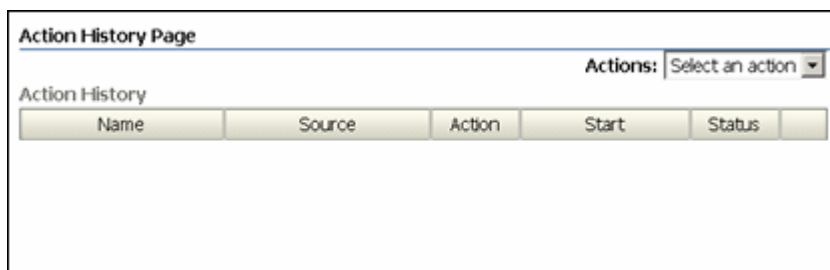 Action History Page
Actions: Select an action
Action History
Name Source Action Start Status